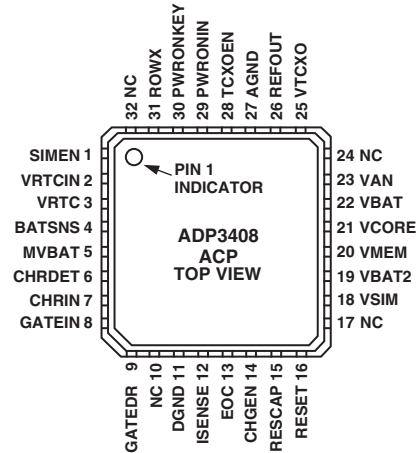 32 NC
31 ROWX
30 PWRONKEY
29 PWRONIN
28 TCXOEN
27 AGND
26 REFOUT
25 VTCXO
SIMEN 1
VRTCIN 2
VRTC 3
BATSNS 4
MVBAT 5
CHRDET 6
CHRIN 7
GATEIN 8
PIN 1
INDICATOR
ADP3408
ACP
TOP VIEW
24 NC
23 VAN
22 VBAT
21 VCORE
20 VMEM
19 VBAT2
18 VSIM
17 NC
GATEDR 9
NC 10
DGND 11
ISENSE 12
EOC 13
CHGEN 14
RESCAP 15
RESET 16